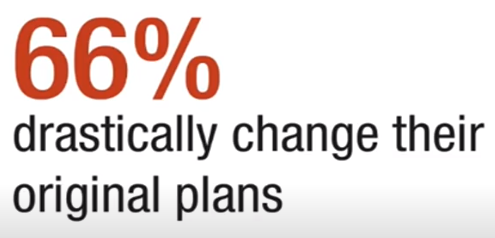 66%
drastically change their
original plans